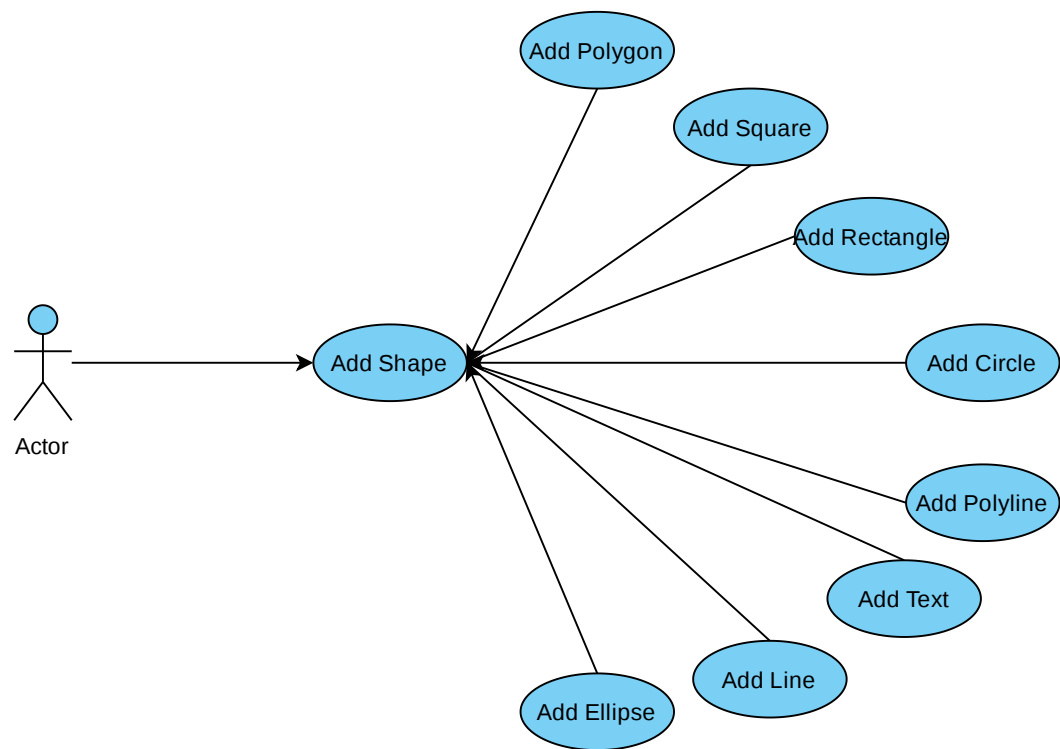 Add Polygon
Add Square
Add Rectangle
Add Shape
Add Circle
Actor
Add Polyline
Add Text
Add Line
Add Ellipse